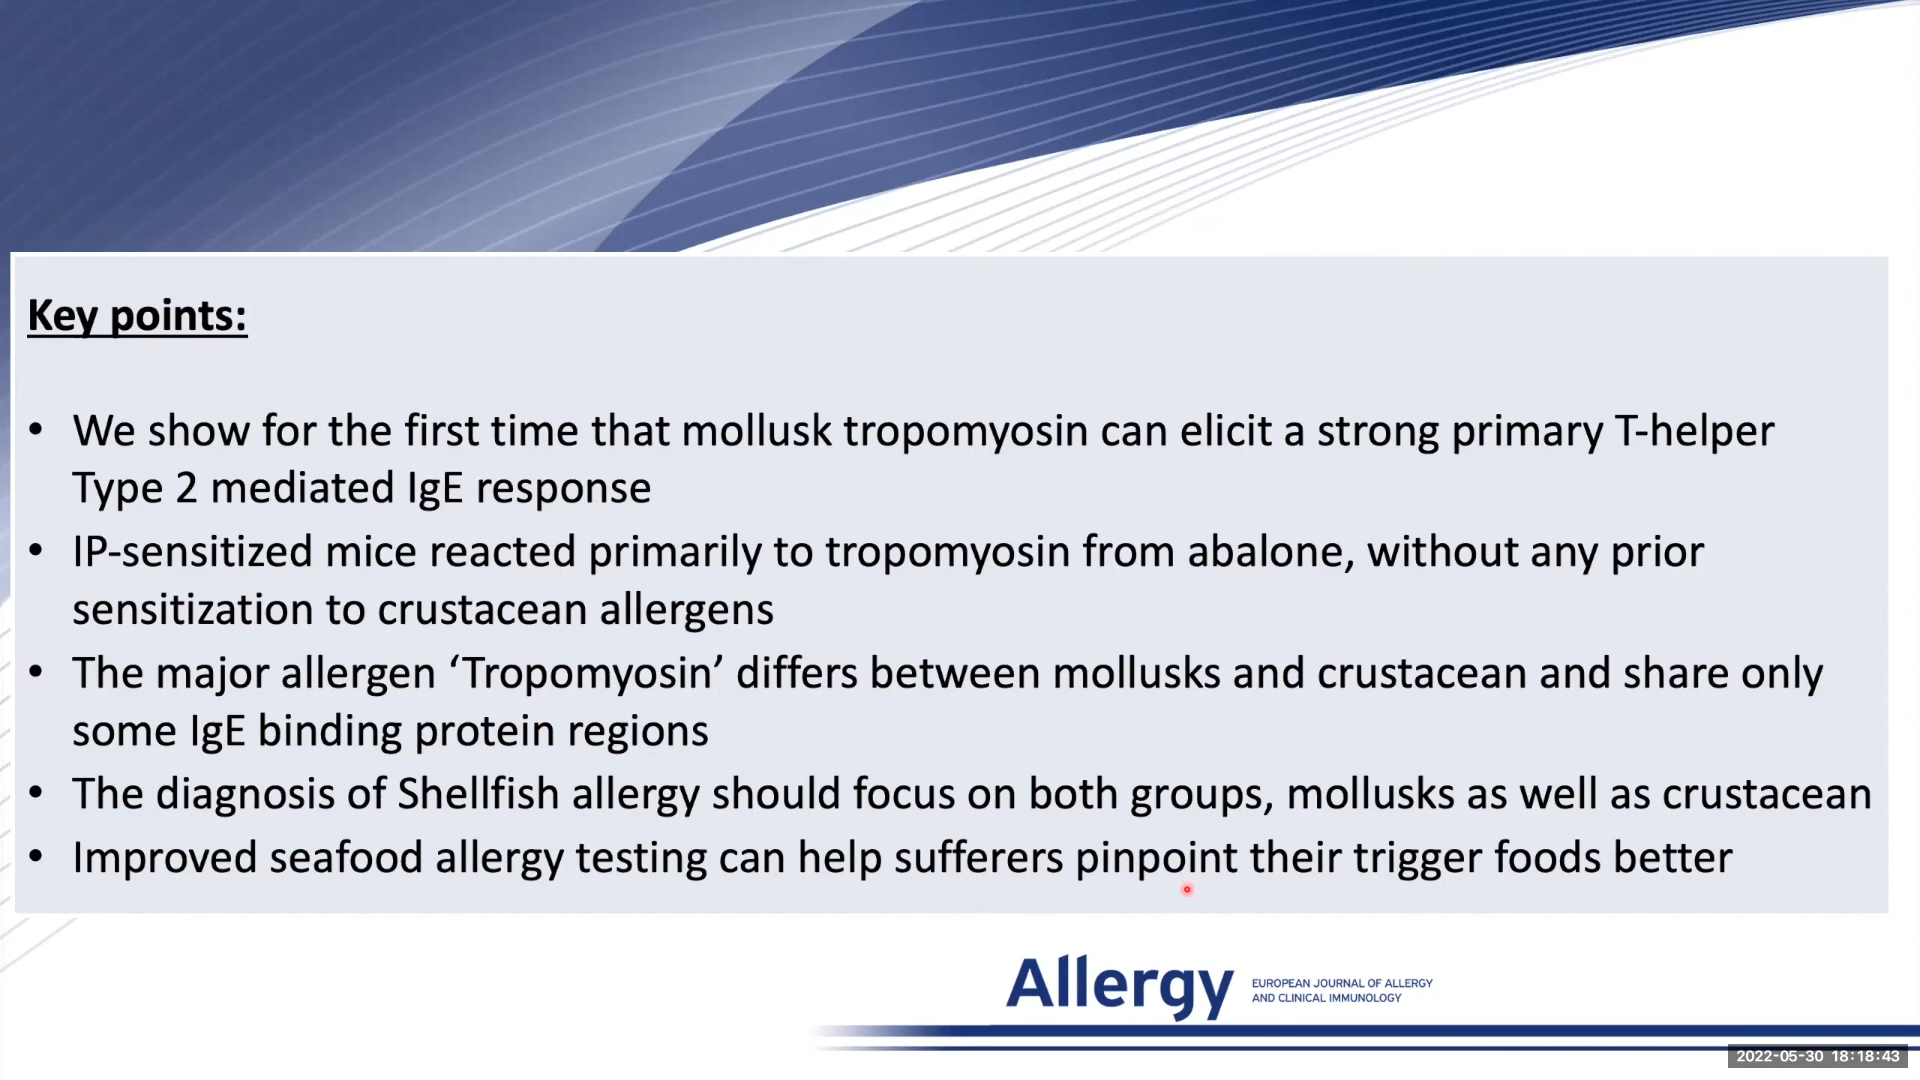 Key points:
• We show for the first time that mollusk tropomyosin can elicit a strong primary T-helper
Type 2 mediated IgE response
• IP-sensitized mice reacted primarily to tropomyosin from abalone, without any prior
sensitization to crustacean allergens
• The major allergen ‘Tropomyosin’ differs between mollusks and crustacean and share only
some IgE binding protein regions
• The diagnosis of Shellfish allergy should focus on both groups, mollusks as well as crustacean
• Improved seafood allergy testing can help sufferers pinpoint their trigger foods better
Allergy
EUROPEAN JOURNAL OF ALLERGY
AND CLINICAL IMMUNOLOGY
2022-05-30 18:18:43